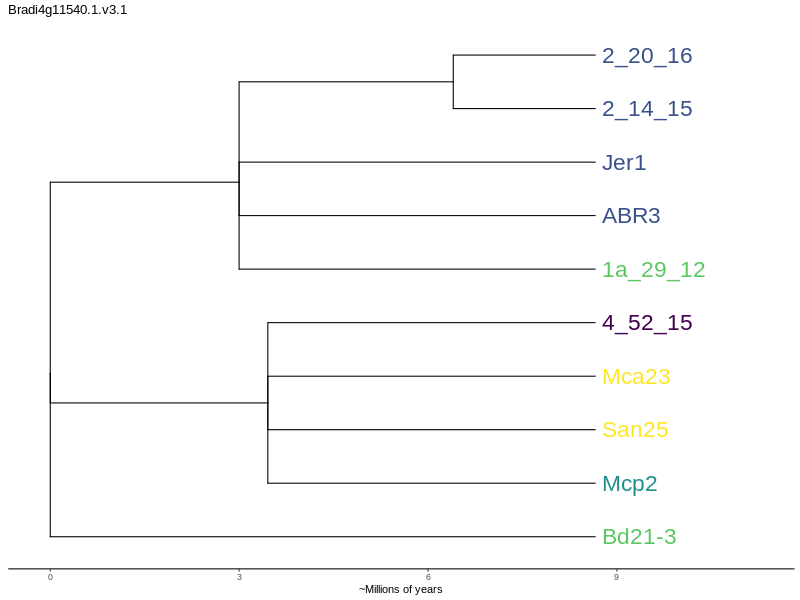 Bradi4g11540.1.v3.1
2_20_16
2_14_15
Jer1
ABR3
1a_29_12
4_52_15
Mca23
San25
Mcp2
Bd21-3
0 3 6 9
~Millions of years